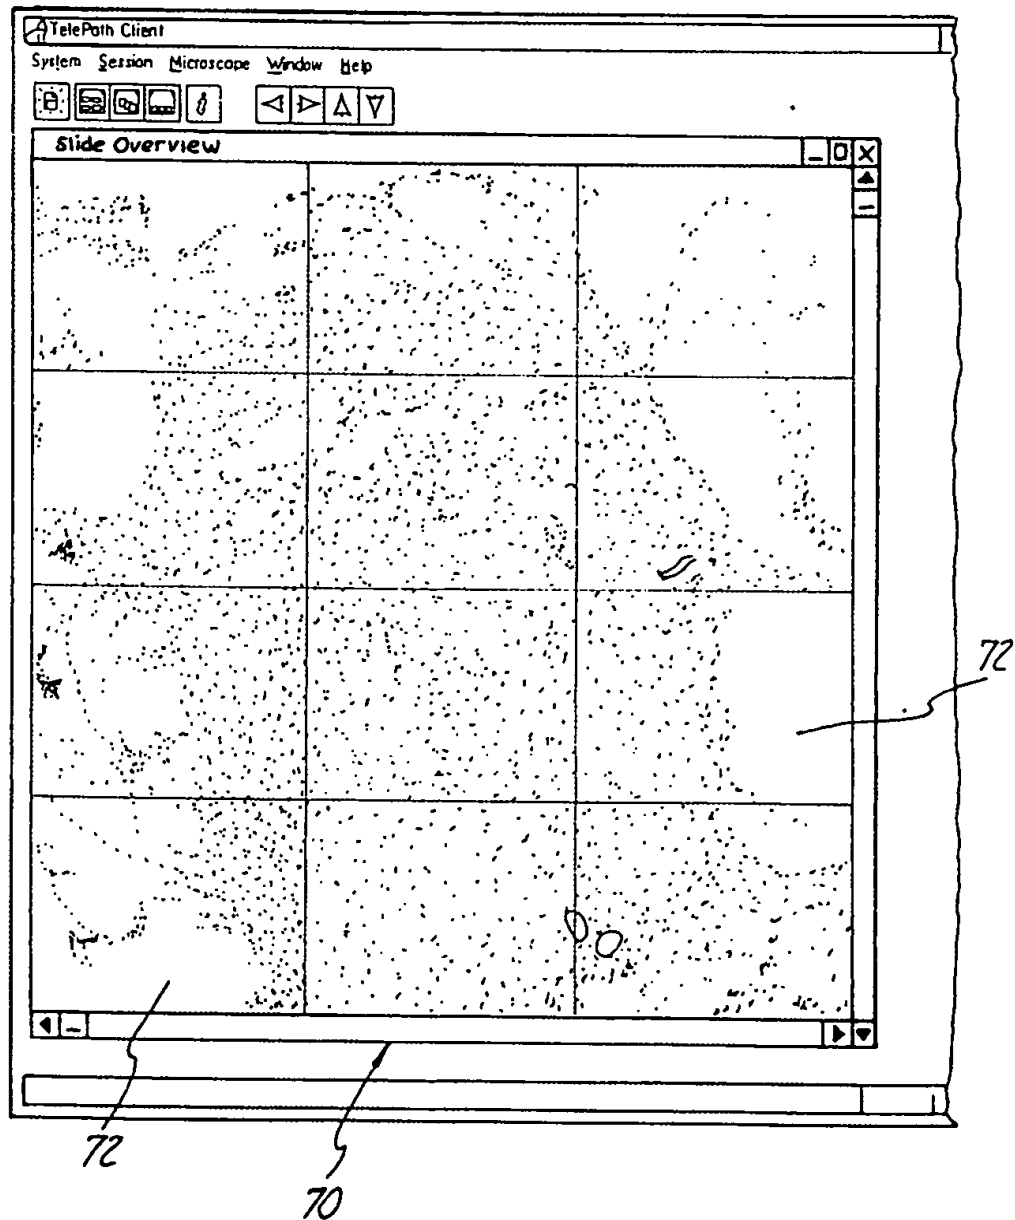 TelePath Client
System Session Microscope Window Help
Slide Overview
72
72
70